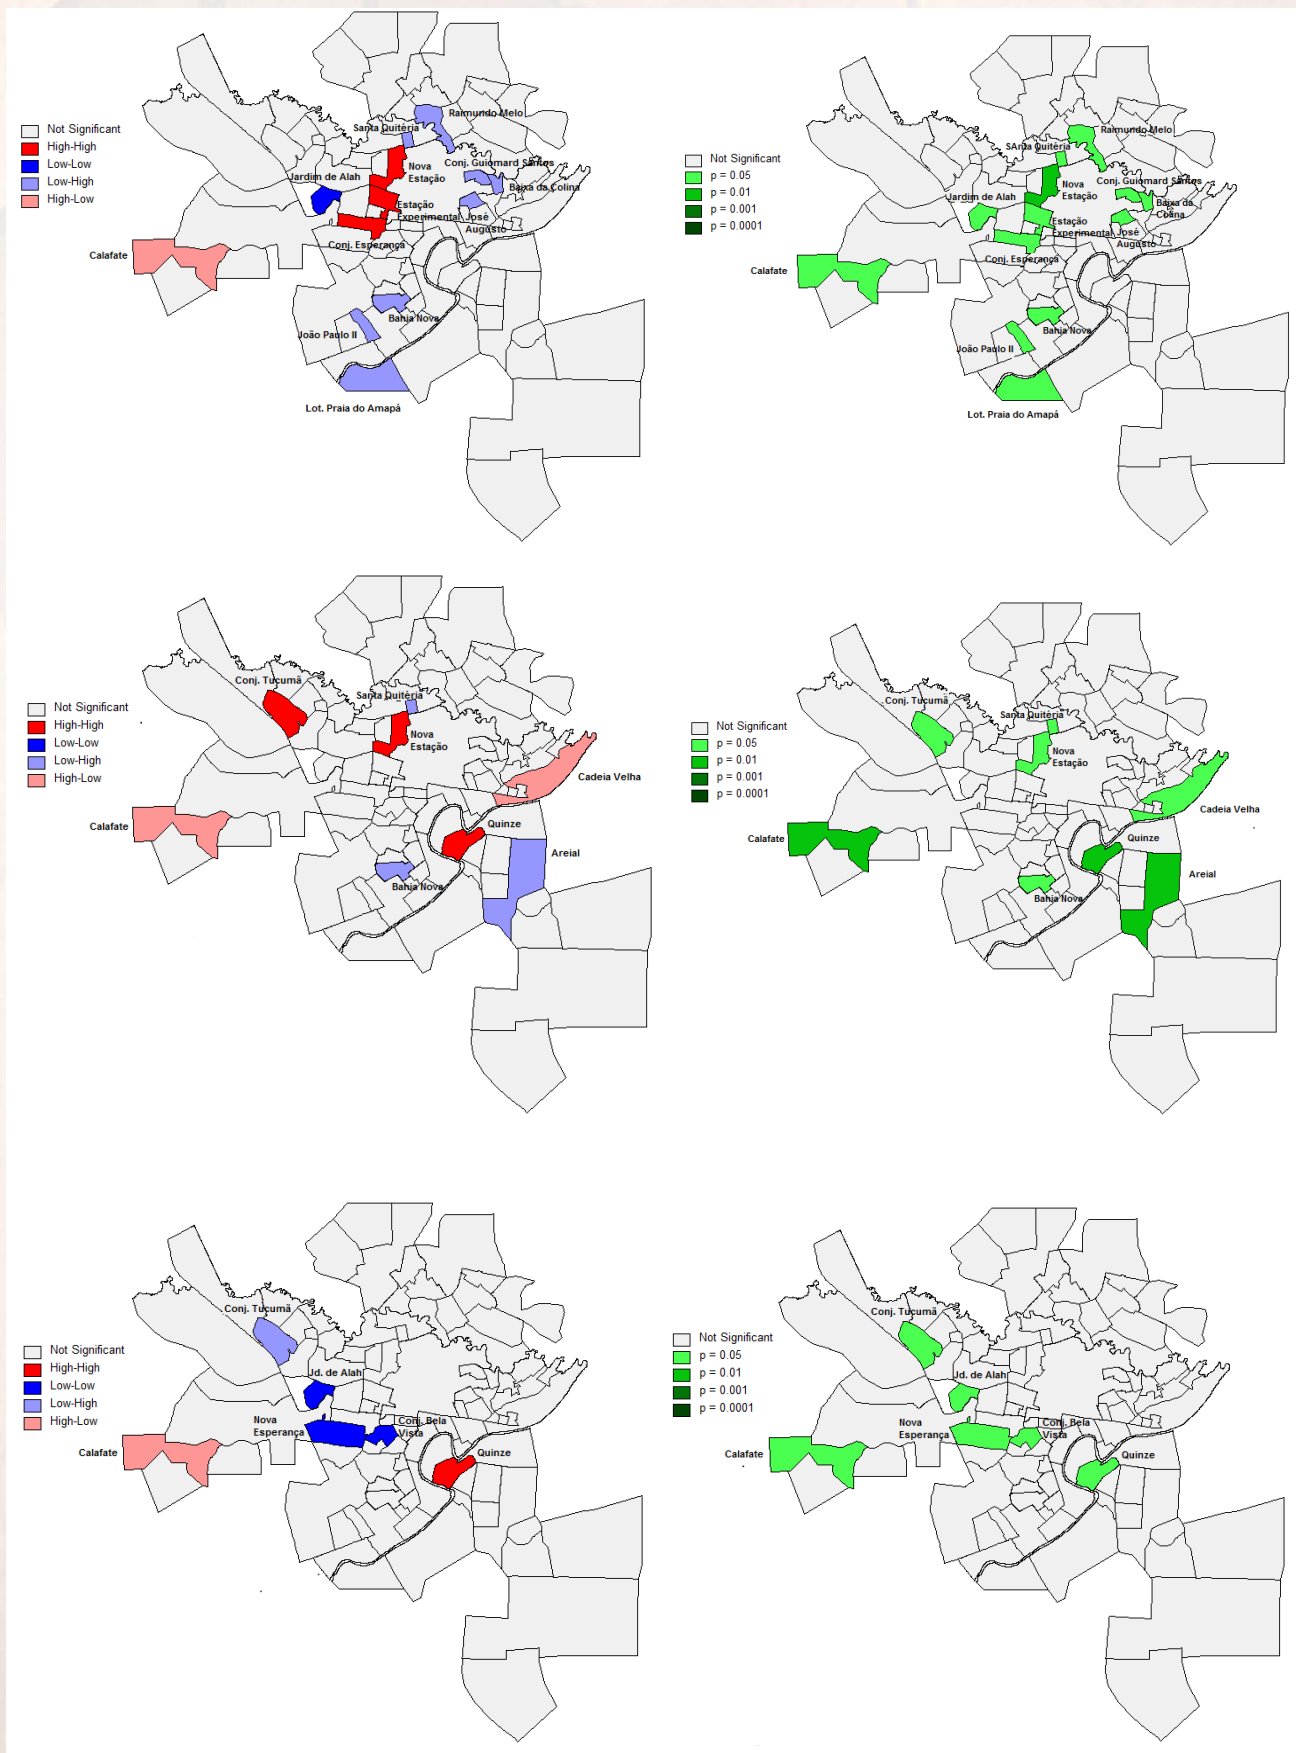 Not Significant
High-High
Low-Low
Low-High
High-Low
Raimundo Melo
Santa Quitéria
Conj. Guiomard Santos
Nova
Estação
Jardim de Alah
Baixa da Colina
Estação
Experimental
José
Augusto
Conj. Esperança
Calafate
Bahia Nova
João Paulo II
Lot. Praia do Amapá
Not Significant
p = 0.05
p = 0.01
p = 0.001
p = 0.0001
Raimundo Melo
SAnta Quitéria
Conj. Guiomard Santos
Nova
Estação
Jardim de Alah
Baixa da
Colina
Estação
Experimental
José
Augusto
Conj. Esperança
Calafate
Bahia Nova
João Paulo II
Lot. Praia do Amapá
Not Significant
High-High
Low-Low
Low-High
High-Low
Conj. Tucumã
Santa Quitéria
Nova
Estação
Cadeia Velha
Calafate
Quinze
Areial
Bahia Nova
Not Significant
p = 0.05
p = 0.01
p = 0.001
p = 0.0001
Conj. Tucumã
Santa Quitéria
Nova
Estação
Cadeia Velha
Calafate
Quinze
Areial
Bahia Nova
Not Significant
High-High
Low-Low
Low-High
High-Low
Conj. Tucumã
Jd. de Alah
Nova
Esperança
Conj. Bela
Vista
Calafate
Quinze
Not Significant
p = 0.05
p = 0.01
p = 0.001
p = 0.0001
Conj. Tucumã
Jd. de Alah
Nova
Esperança
Conj. Bela
Vista
Calafate
Quinze